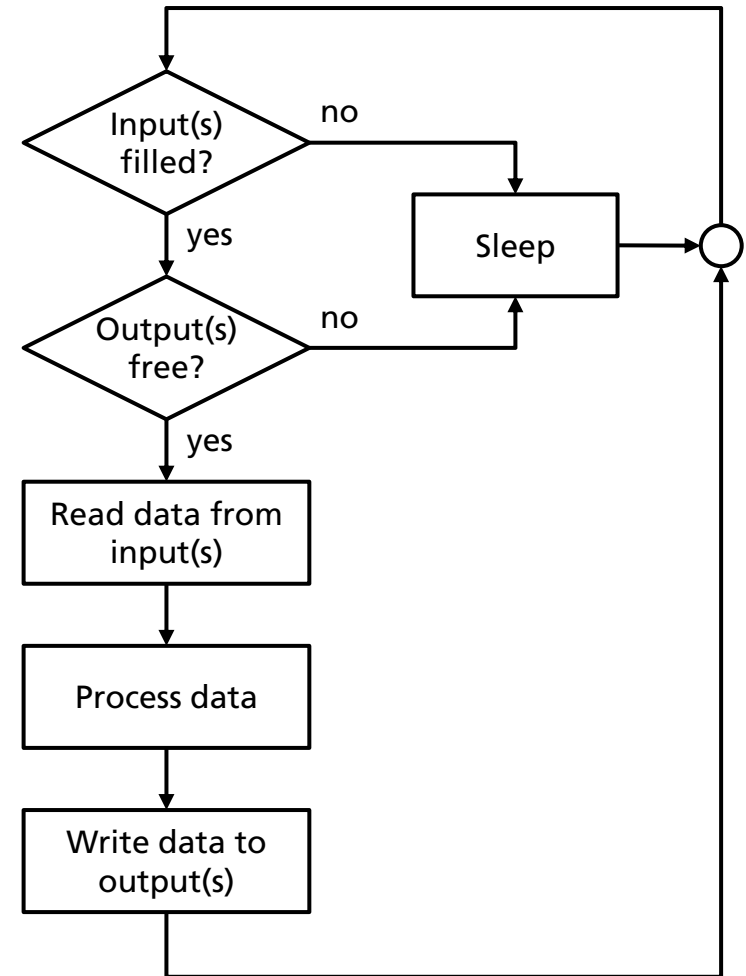 Input(s)
filled?
no
yes
Sleep
Output(s)
free?
no
yes
Read data from
input(s)
Process data
Write data to
output(s)